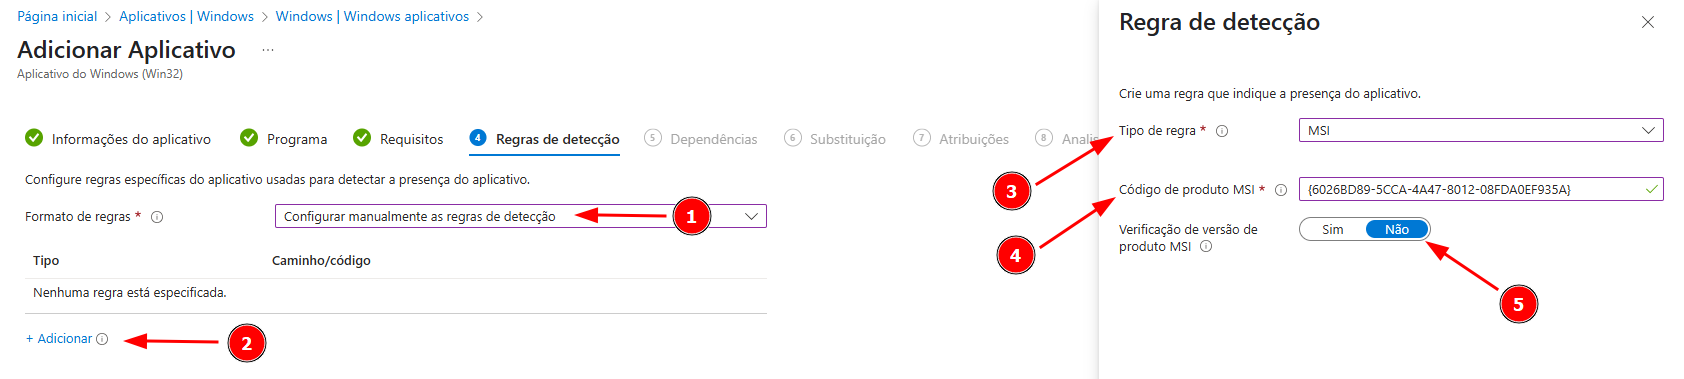 Página inicial > Aplicativos | Windows > Windows | Windows aplicativos >
Adicionar Aplicativo ...
Aplicativo do Windows (Win32)
Informações do aplicativo Programa Requisitos 4 Regras de detecção 5 Dependências 6 Substituição 7 Atribuições 8 Analis
Configure regras específicas do aplicativo usadas para detectar a presença do aplicativo.
Formato de regras * Configurar manualmente as regras de detecção 1
Tipo Caminho/código
Nenhuma regra está especificada.
+ Adicionar 2
Regra de detecção
Crie uma regra que indique a presença do aplicativo.
Tipo de regra * MSI
3
Código de produto MSI * {6026BD89-5CCA-4A47-8012-08FDA0EF935A}
4
Verificação de versão de
produto MSI
Sim Não
5